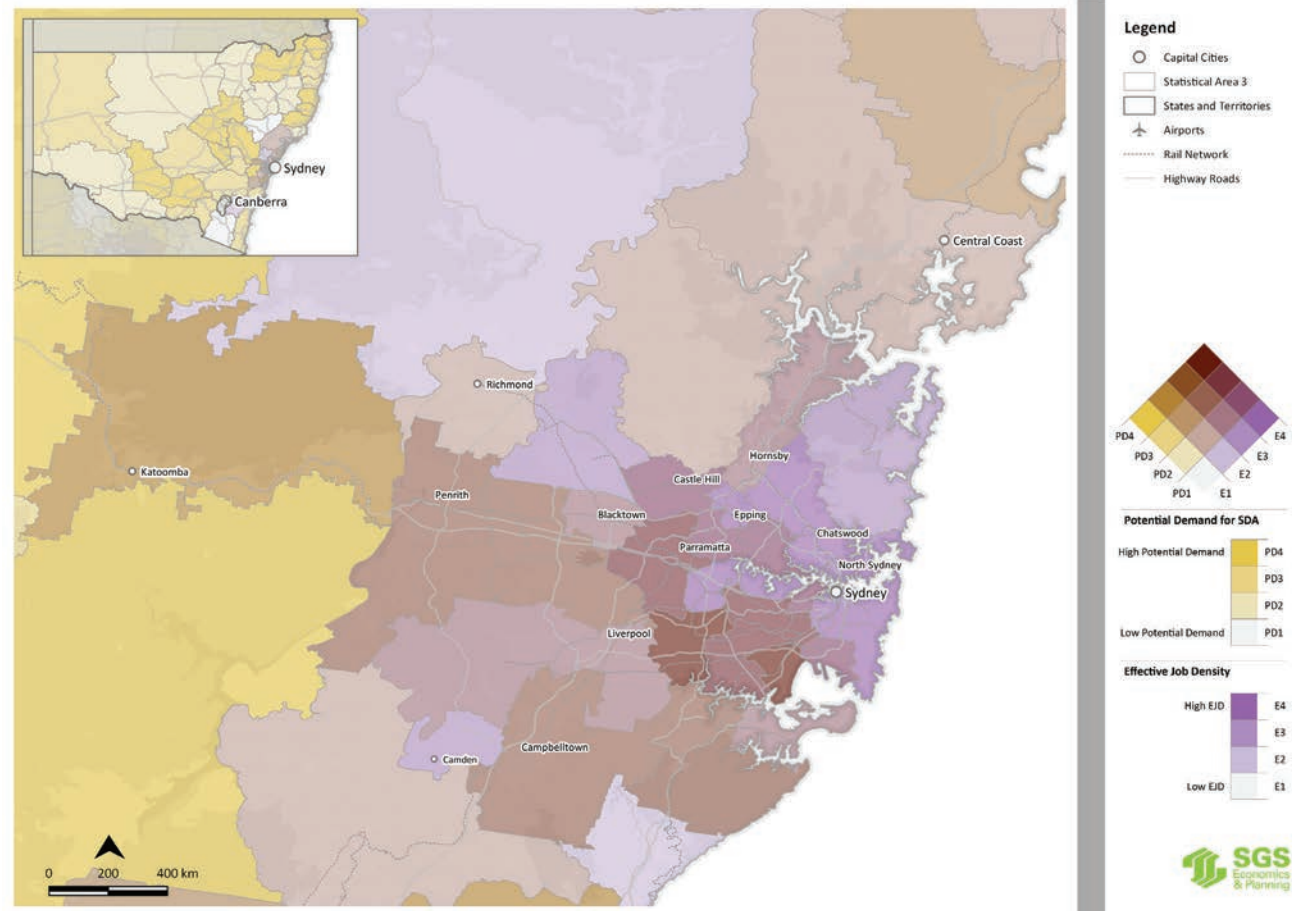 Sydney
Canberra
Central Coast
Richmond
Katoomba
Hornsby
Castle Hill
Penrith
Blacktown
Epping
Chatswood
Parramatta
North Sydney
Sydney
Liverpool
Campbelltown
Camden
0 200 400 km
Legend
Capital Cities
Statistical Area 3
States and Territories
Airports
Rail Network
Highway Roads
PD4 E4
PD3 E3
PD2 E2
PD1 E1
Potential Demand for SDA
High Potential Demand PD4
PD3
PD2
Low Potential Demand PD1
Effective Job Density
High EJD E4
E3
E2
Low EJD E1
SGS
Economics
& Planning